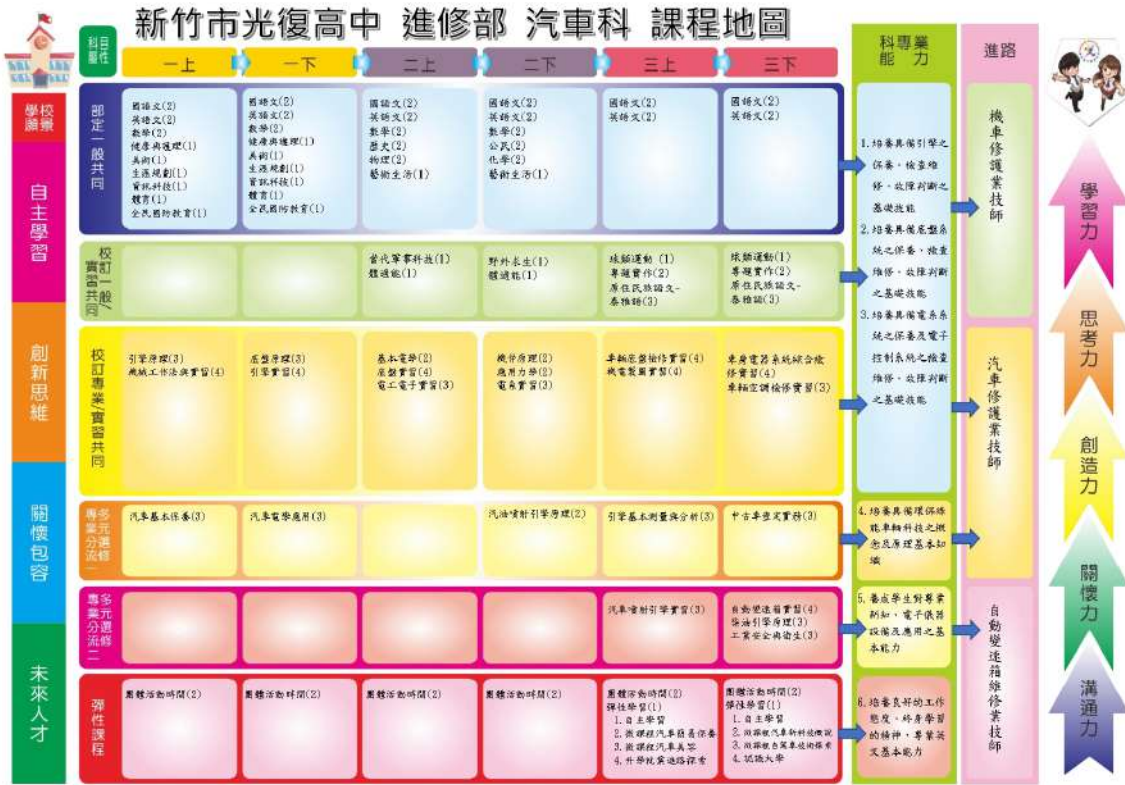 新竹市光復高中 進修部 汽車科 課程地圖
科目屬性
一上
一下
二上
二下
三上
三下
科專業能力
進路
學校願景
自主學習
創新思維
關懷包容
未來人才
部定一般共同
國語文(2)
英語文(2)
數學(2)
健康與護理(1)
美術(1)
生涯規劃(1)
資訊科技(1)
體育(1)
全民國防教育(1)
國語文(2)
英語文(2)
數學(2)
健康與護理(1)
美術(1)
生涯規劃(1)
資訊科技(1)
體育(1)
全民國防教育(1)
國語文(2)
英語文(2)
數學(2)
歷史(2)
物理(2)
藝術生活(1)
國語文(2)
英語文(2)
數學(2)
公民(2)
化學(2)
藝術生活(1)
國語文(2)
英語文(2)
國語文(2)
英語文(2)
校訂一般/實習共同
當代軍事科技(1)
體適能(1)
野外求生(1)
體適能(1)
球類運動 (1)
專題實作(2)
原住民族語文-
泰雅語(3)
球類運動(1)
專題實作(2)
原住民族語文-
泰雅語(3)
校訂專業/實習共同
引擎原理(3)
機械工作法與實習(4)
底盤原理(3)
引擎實習(4)
基本電學(2)
底盤實習(4)
電工電子實習(3)
機件原理(2)
應用力學(2)
電系實習(3)
車輛底盤檢修實習(4)
機電製圖實習(4)
車身電器系統綜合檢
修實習(4)
車輛空調檢修實習(3)
多元選修
專業分流一
汽車基本保養(3)
汽車電學應用(3)
汽油噴射引擎原理(2)
引擎基本測量與分析(3)
中古車鑑定實務(3)
多元選修
專業分流二
汽車噴射引擎實習(3)
自動變速箱實習(4)
柴油引擎原理(3)
工業安全與衛生(3)
彈性課程
團體活動時間(2)
團體活動時間(2)
團體活動時間(2)
團體活動時間(2)
團體活動時間(2)
彈性學習(1)
1.自主學習
2.微課程汽車簡易保養
3.微課程汽車美容
4.升學就業進路探索
團體活動時間(2)
彈性學習(1)
1.自主學習
2.微課程汽車新科技概說
3.微課程自駕車技術探索
4.認識大學
1.培養具備引擎之
保養、檢查維
修、故障判斷之
基礎技能
2.培養具備底盤系
統之保養、檢查
維修、故障判斷
之基礎技能
3.培養具備電系系
統之保養及電子
控制系統之檢查
維修、故障判斷
之基礎技能
4.培養具備環保綠
能車輛科技之概
念及原理基本知
識
5.養成學生對專業
新知、電子儀器
設備及應用之基
本能力
6.培養良好的工作
態度、終身學習
的精神、專業英
文基本能力
機車修護業技師
汽車修護業技師
自動變速箱維修業技師
學習力
思考力
創造力
關懷力
溝通力